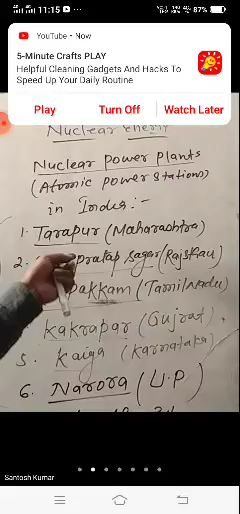 11:15
87%
YouTube • Now
5-Minute Crafts PLAY
Helpful Cleaning Gadgets And Hacks To
Speed Up Your Daily Routine
Play
Turn Off
Watch Later
Nuclear energy
Nuclear power plants
(Atomic power stations)
in India:-
1. Tarapur (Maharashtra)
2. pratap sagar (Rajsthan)
pakkam (Tamilnadu)
kakrapar (Gujrat)
5. Kaiga (Karnataka)
6. Narora (U.P)
Santosh Kumar